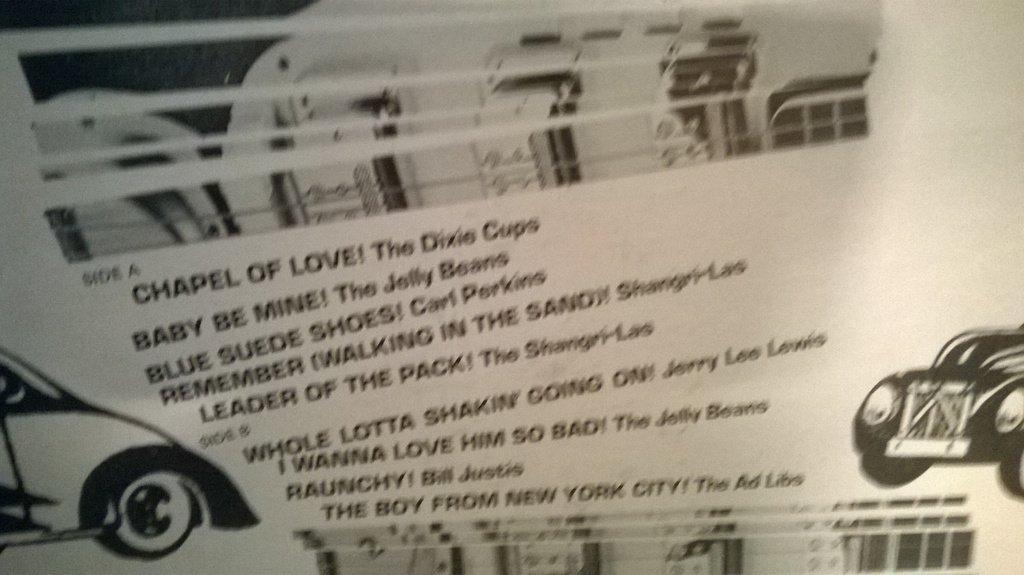 SIDE A
CHAPEL OF LOVE! The Dixie Cups
BABY BE MINE! The Jelly Beans
BLUE SUEDE SHOES! Carl Perkins
REMEMBER (WALKING IN THE SAND)! Shangri-Las
LEADER OF THE PACK! The Shangri-Las
SIDE B
WHOLE LOTTA SHAKIN' GOING ON! Jerry Lee Lewis
I WANNA LOVE HIM SO BAD! The Jelly Beans
RAUNCHY! Bill Justis
THE BOY FROM NEW YORK CITY! The Ad Libs